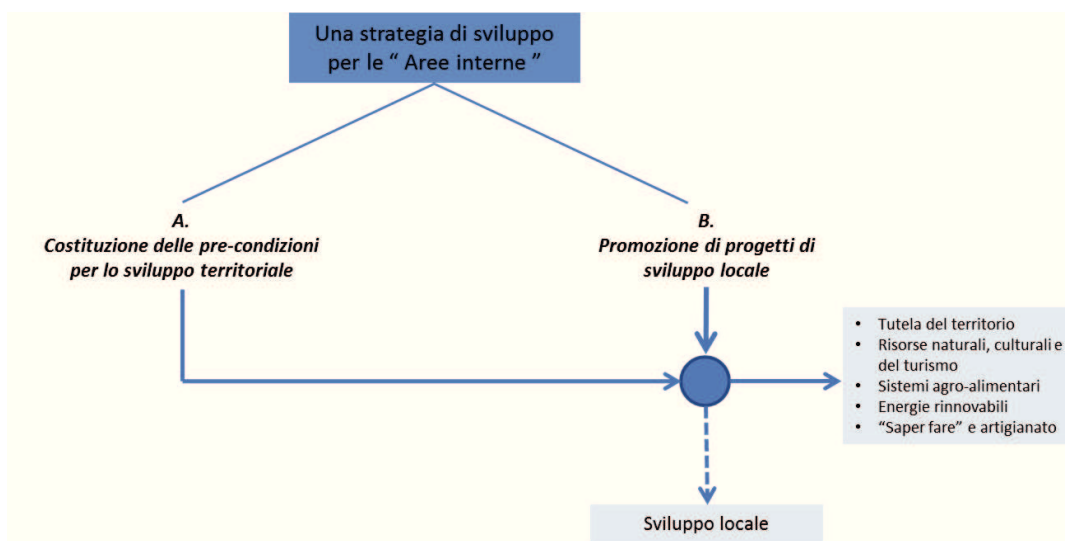 Una strategia di sviluppo
per le “ Aree interne ”
A.
Costituzione delle pre-condizioni
per lo sviluppo territoriale
B.
Promozione di progetti di
sviluppo locale
• Tutela del territorio
• Risorse naturali, culturali e
del turismo
• Sistemi agro-alimentari
• Energie rinnovabili
• “Saper fare” e artigianato
Sviluppo locale